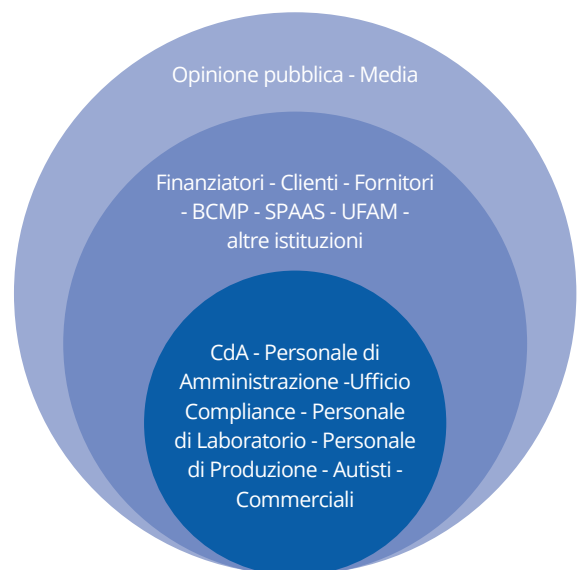 Opinione pubblica - Media
Finanziatori - Clienti - Fornitori
- BCMP - SPAAS - UFAM -
altre istituzioni
CdA - Personale di
Amministrazione -Ufficio
Compliance - Personale
di Laboratorio - Personale
di Produzione - Autisti -
Commerciali